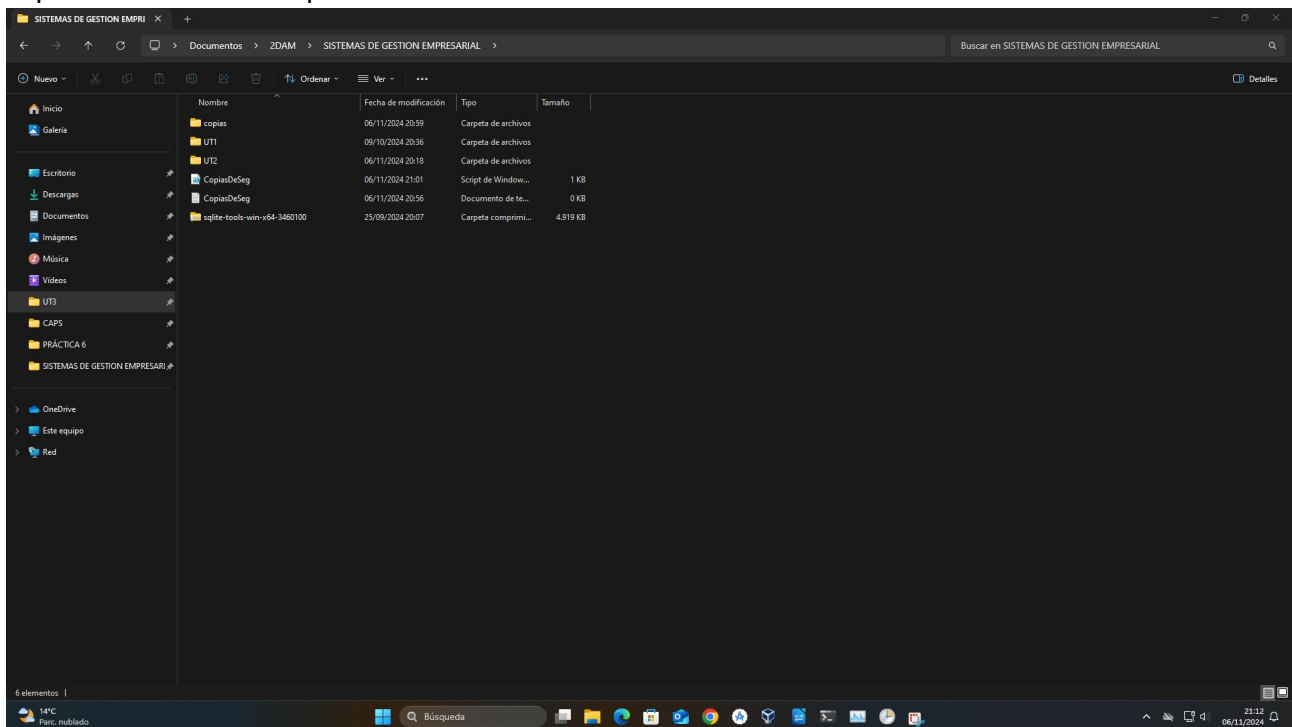 SISTEMAS DE GESTION EMPRI
Documentos > 2DAM > SISTEMAS DE GESTION EMPRESARIAL >
Buscar en SISTEMAS DE GESTION EMPRESARIAL
Nuevo
Ordenar
Ver
Detalles
Nombre Fecha de modificación Tipo Tamaño
copias 06/11/2024 20:59 Carpeta de archivos
UT1 09/10/2024 20:36 Carpeta de archivos
UT2 06/11/2024 20:18 Carpeta de archivos
CopiasDeSeg 06/11/2024 21:01 Script de Window... 1 KB
CopiasDeSeg 06/11/2024 20:56 Documento de te... 0 KB
sqlite-tools-win-x64-3460100 25/09/2024 20:07 Carpeta comprimi... 4.919 KB
Inicio
Galería
Escritorio
Descargas
Documentos
Imágenes
Música
Vídeos
UT3
CAPS
PRÁCTICA 6
SISTEMAS DE GESTION EMPRESARI
OneDrive
Este equipo
Red
6 elementos
14°C
Parc. nublado
Búsqueda
21:12
06/11/2024